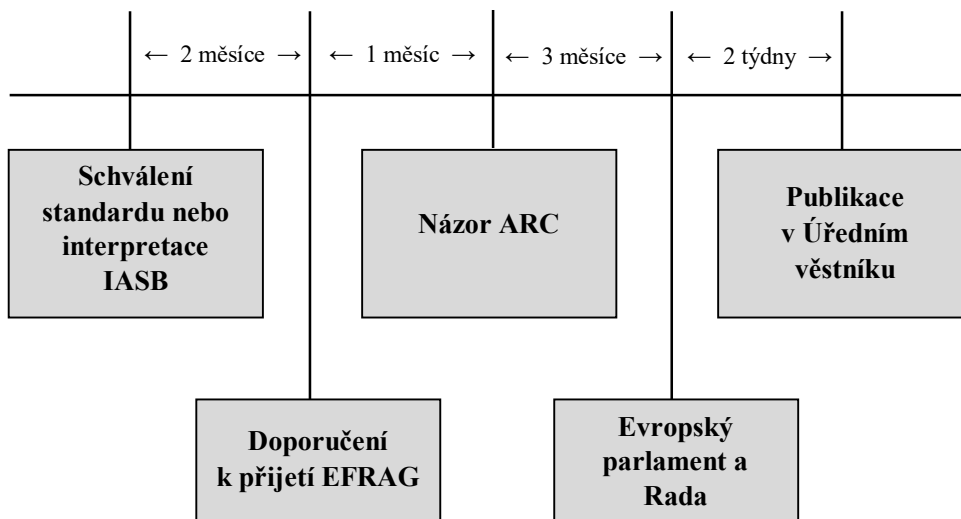 ← 2 měsíce →
← 1 měsíc →
← 3 měsíce →
← 2 týdny →
Schválení
standardu nebo
interpretace
IASB
Názor ARC
Publikace
v Úředním
věstníku
Doporučení
k přijetí EFRAG
Evropský
parlament a
Rada